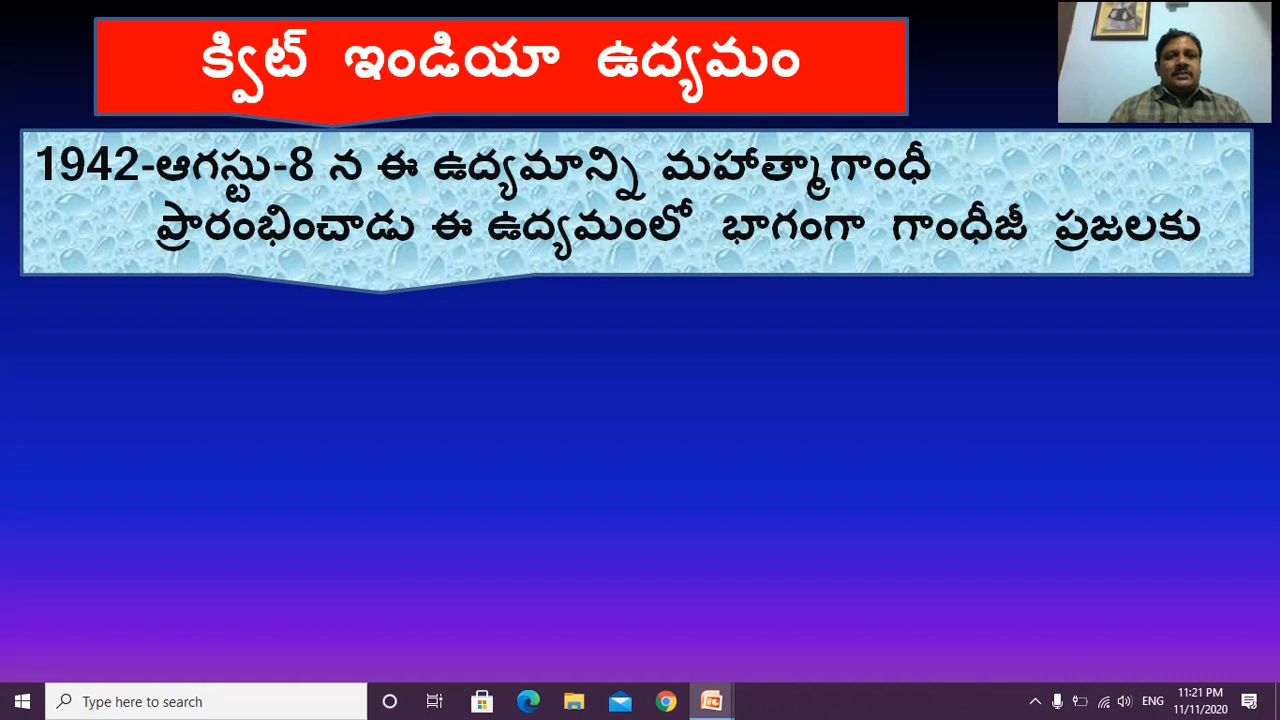 క్విట్ ఇండియా ఉద్యమం
1942-ఆగస్టు-8 న ఈ ఉద్యమాన్ని మహాత్మాగాంధీ
ప్రారంభించాడు ఈ ఉద్యమంలో భాగంగా గాంధీజీ ప్రజలకు
Type here to search
ENG
11:21 PM
11/11/2020